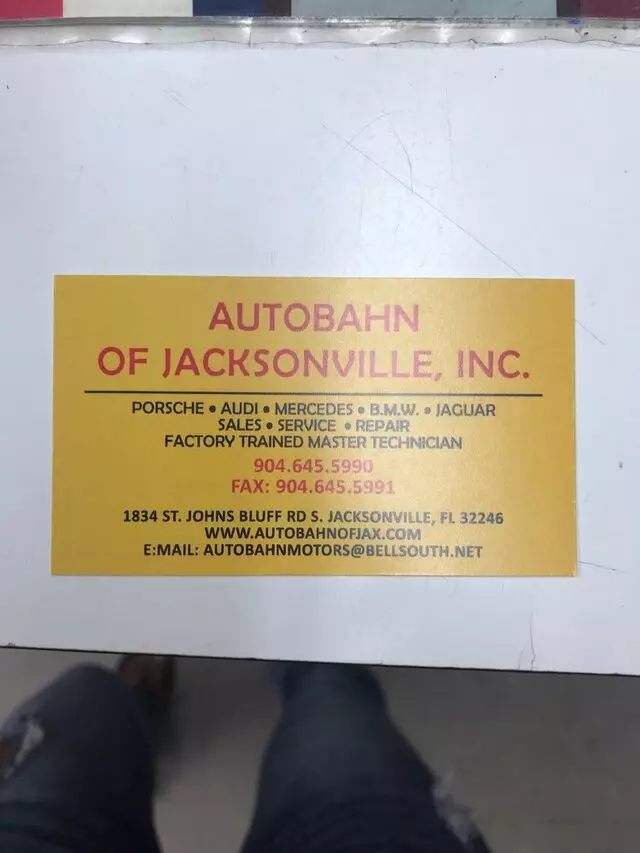 AUTOBAHN
OF JACKSONVILLE, INC.
PORSCHE • AUDI • MERCEDES • B.M.W. • JAGUAR
SALES • SERVICE • REPAIR
FACTORY TRAINED MASTER TECHNICIAN
904.645.5990
FAX: 904.645.5991
1834 ST. JOHNS BLUFF RD S. JACKSONVILLE, FL 32246
WWW.AUTOBAHNOFJAX.COM
E:MAIL: AUTOBAHNMOTORS@BELLSOUTH.NET